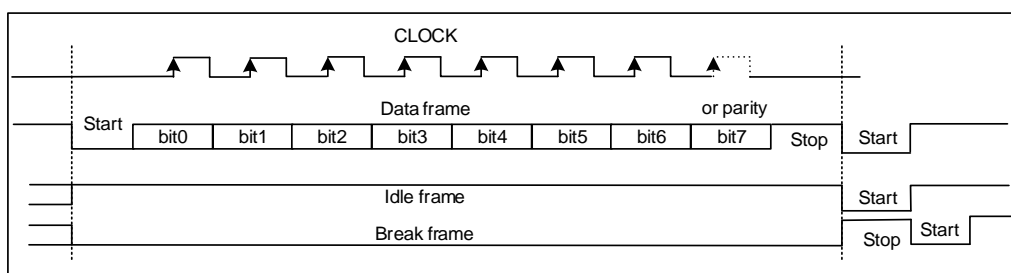 CLOCK
Data frame or parity
Start bit0 bit1 bit2 bit3 bit4 bit5 bit6 bit7 Stop Start
Idle frame Start
Break frame Stop Start